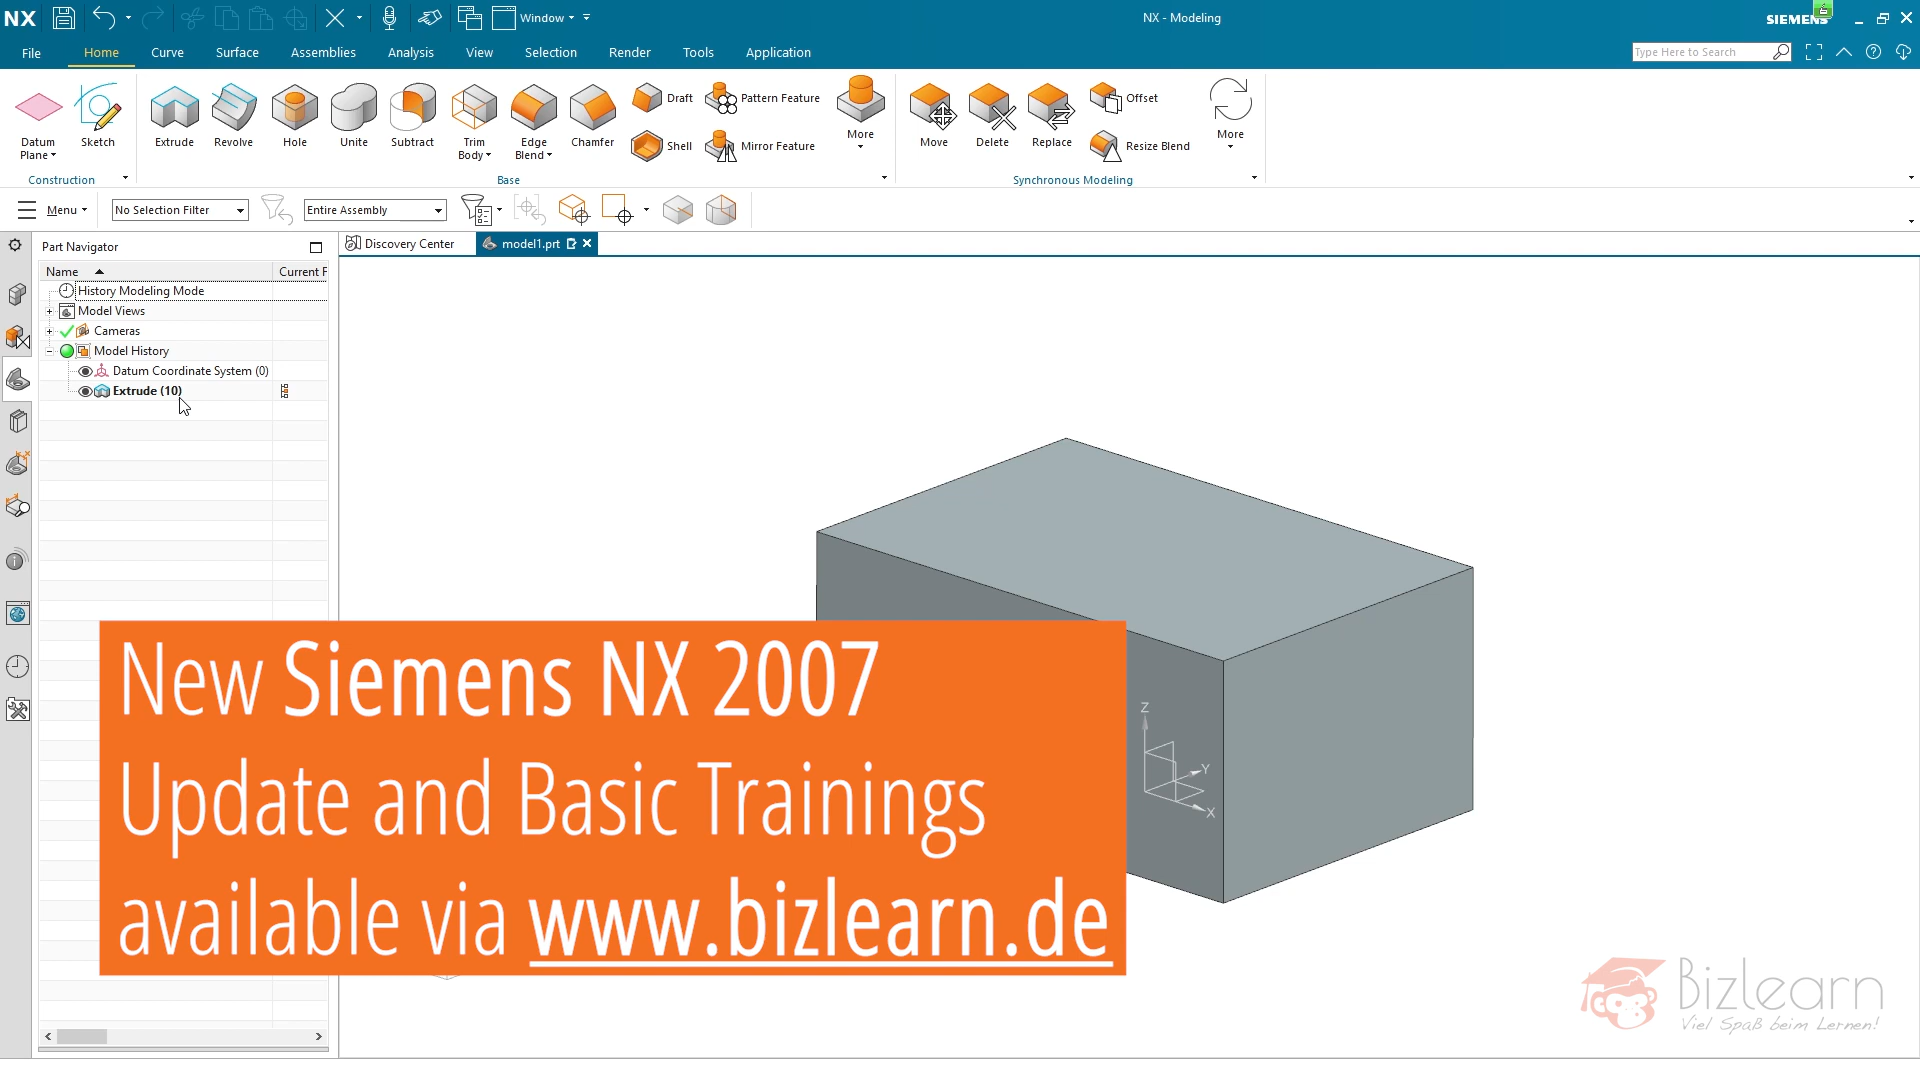 NX
Window
NX - Modeling
SIEMENS
File
Home
Curve
Surface
Assemblies
Analysis
View
Selection
Render
Tools
Application
Type Here to Search
Datum
Plane
Sketch
Extrude
Revolve
Hole
Unite
Subtract
Trim
Body
Edge
Blend
Chamfer
Draft
Shell
Pattern Feature
Mirror Feature
More
Move
Delete
Replace
Offset
Resize Blend
More
Construction
Base
Synchronous Modeling
Menu
No Selection Filter
Entire Assembly
Part Navigator
Discovery Center
model1.prt
Name
Current F
History Modeling Mode
Model Views
Cameras
Model History
Datum Coordinate System (0)
Extrude (10)
Z
Y
X
New Siemens NX 2007
Update and Basic Trainings
available via www.bizlearn.de
Bizlearn
Viel Spaß beim Lernen!